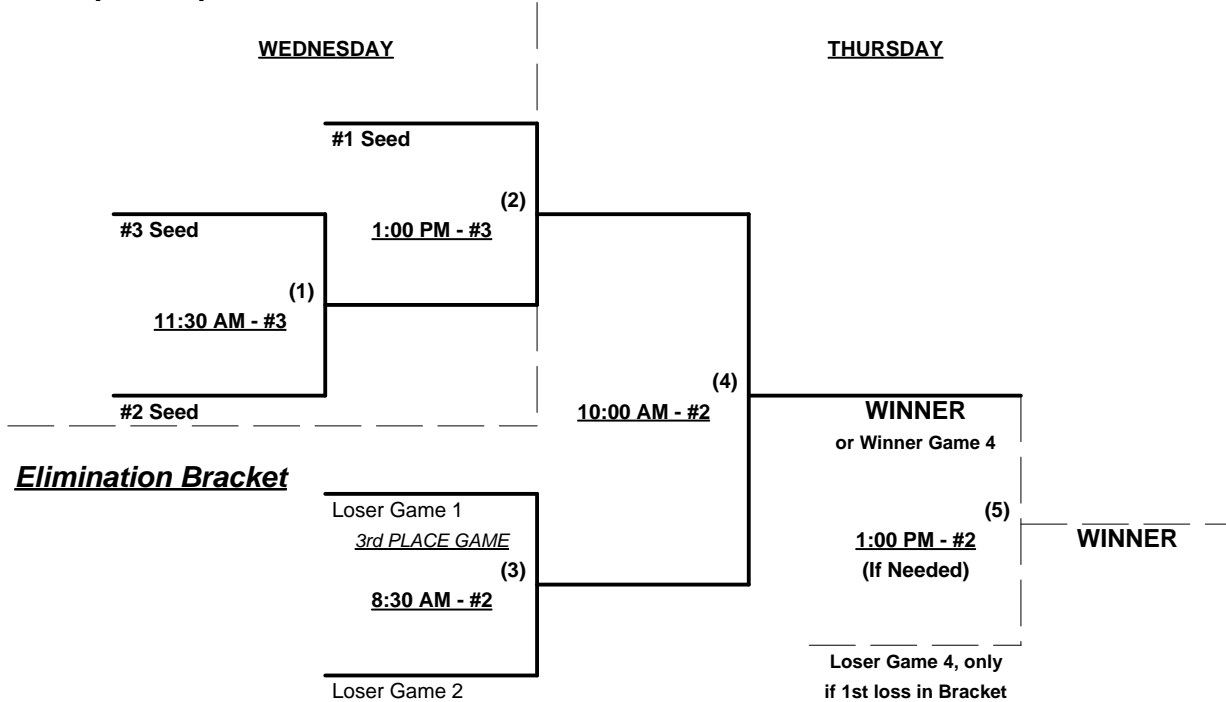 WEDNESDAY
THURSDAY
#1 Seed
(2)
1:00 PM - #3
#3 Seed
(1)
11:30 AM - #3
#2 Seed
(4)
10:00 AM - #2
WINNER
or Winner Game 4
Elimination Bracket
Loser Game 1
3rd PLACE GAME
(3)
8:30 AM - #2
Loser Game 2
(5)
1:00 PM - #2
(If Needed)
WINNER
Loser Game 4, only
if 1st loss in Bracket